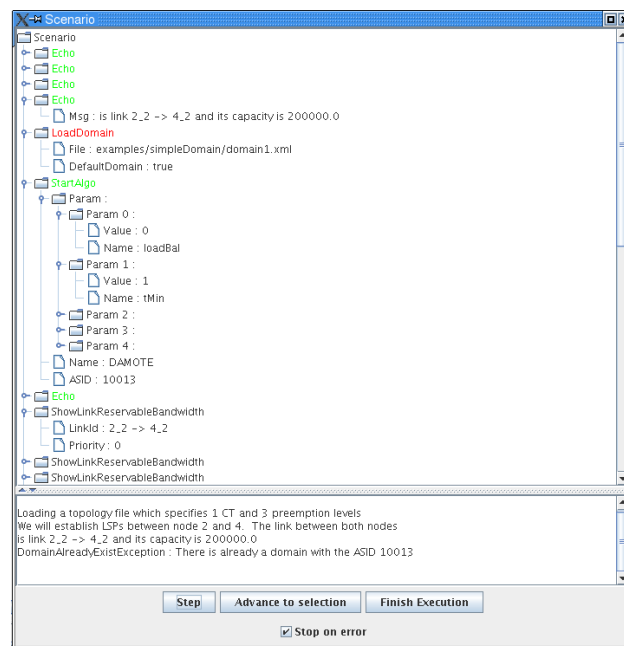 Scenario
Scenario
Echo
Echo
Echo
Echo
Msg : is link 2_2 -> 4_2 and its capacity is 200000.0
LoadDomain
File : examples/simpleDomain/domain1.xml
DefaultDomain : true
StartAlgo
Param :
Param 0 :
Value : 0
Name : loadBal
Param 1 :
Value : 1
Name : tMin
Param 2 :
Param 3 :
Param 4 :
Name : DAMOTE
ASID : 10013
Echo
ShowLinkReservableBandwidth
LinkId : 2_2 -> 4_2
Priority : 0
ShowLinkReservableBandwidth
ShowLinkReservableBandwidth
Loading a topology file which specifies 1 CT and 3 preemption levels
We will establish LSPs between node 2 and 4. The link between both nodes
is link 2_2 -> 4_2 and its capacity is 200000.0
DomainAlreadyExistException : There is already a domain with the ASID 10013
Step Advance to selection Finish Execution
Stop on error